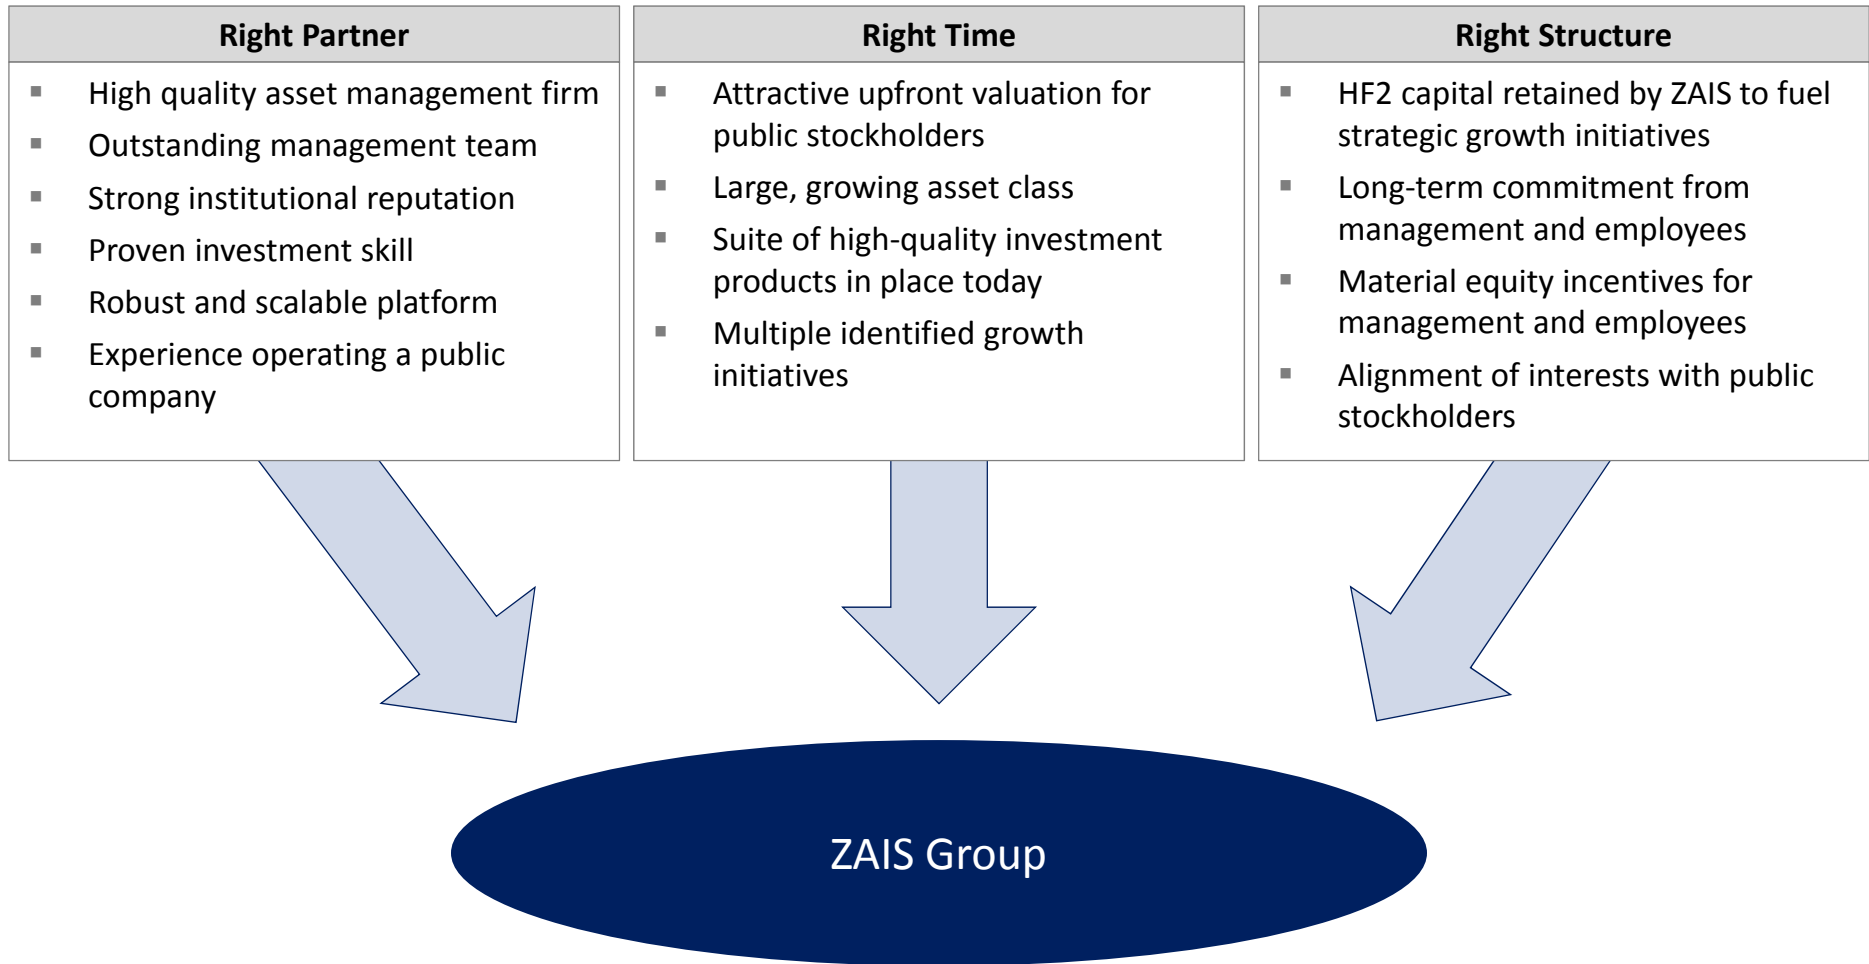 Right Partner
▪ High quality asset management firm
▪ Outstanding management team
▪ Strong institutional reputation
▪ Proven investment skill
▪ Robust and scalable platform
▪ Experience operating a public
company
Right Time
▪ Attractive upfront valuation for
public stockholders
▪ Large, growing asset class
▪ Suite of high-quality investment
products in place today
▪ Multiple identified growth
initiatives
Right Structure
▪ HF2 capital retained by ZAIS to fuel
strategic growth initiatives
▪ Long-term commitment from
management and employees
▪ Material equity incentives for
management and employees
▪ Alignment of interests with public
stockholders
ZAIS Group